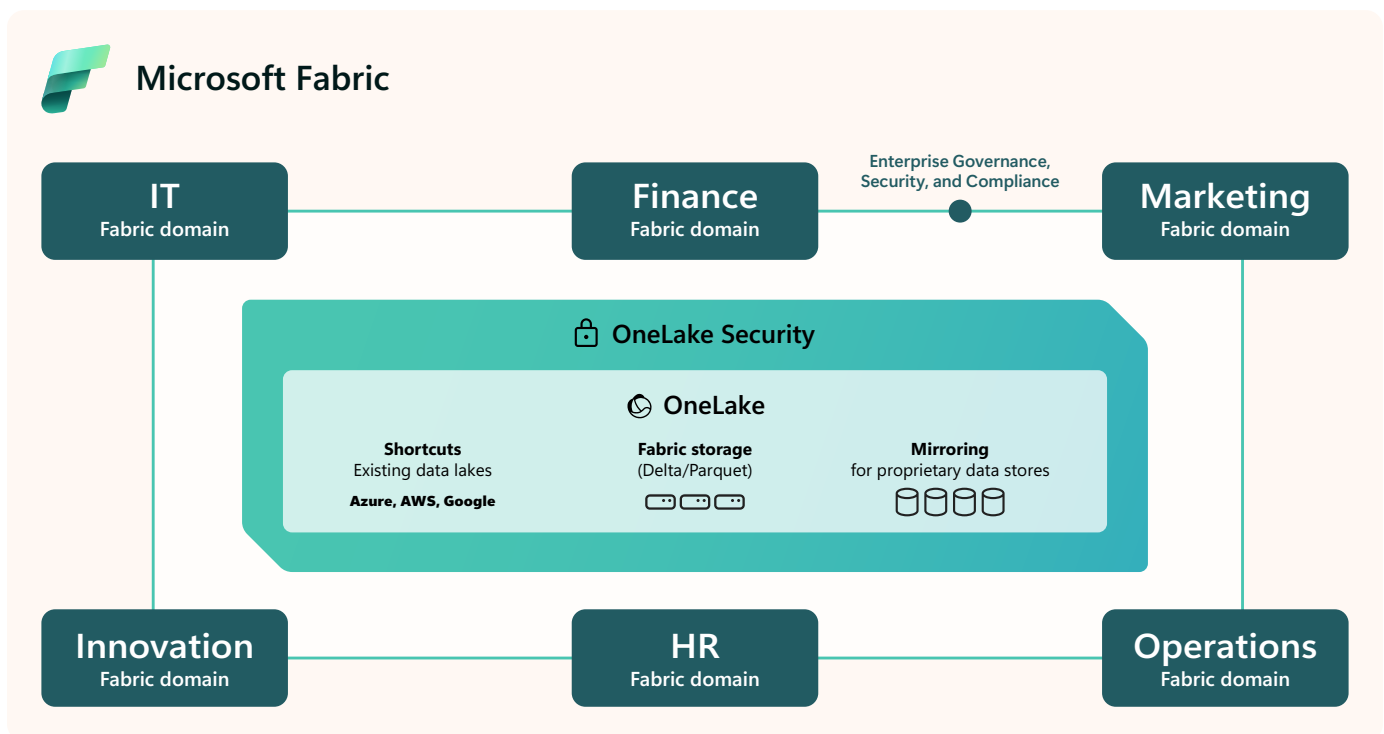 Microsoft Fabric
IT
Fabric domain
Finance
Fabric domain
Enterprise Governance,
Security, and Compliance
Marketing
Fabric domain
OneLake Security
OneLake
Shortcuts
Existing data lakes
Azure, AWS, Google
Fabric storage
(Delta/Parquet)
Mirroring
for proprietary data stores
Innovation
Fabric domain
HR
Fabric domain
Operations
Fabric domain